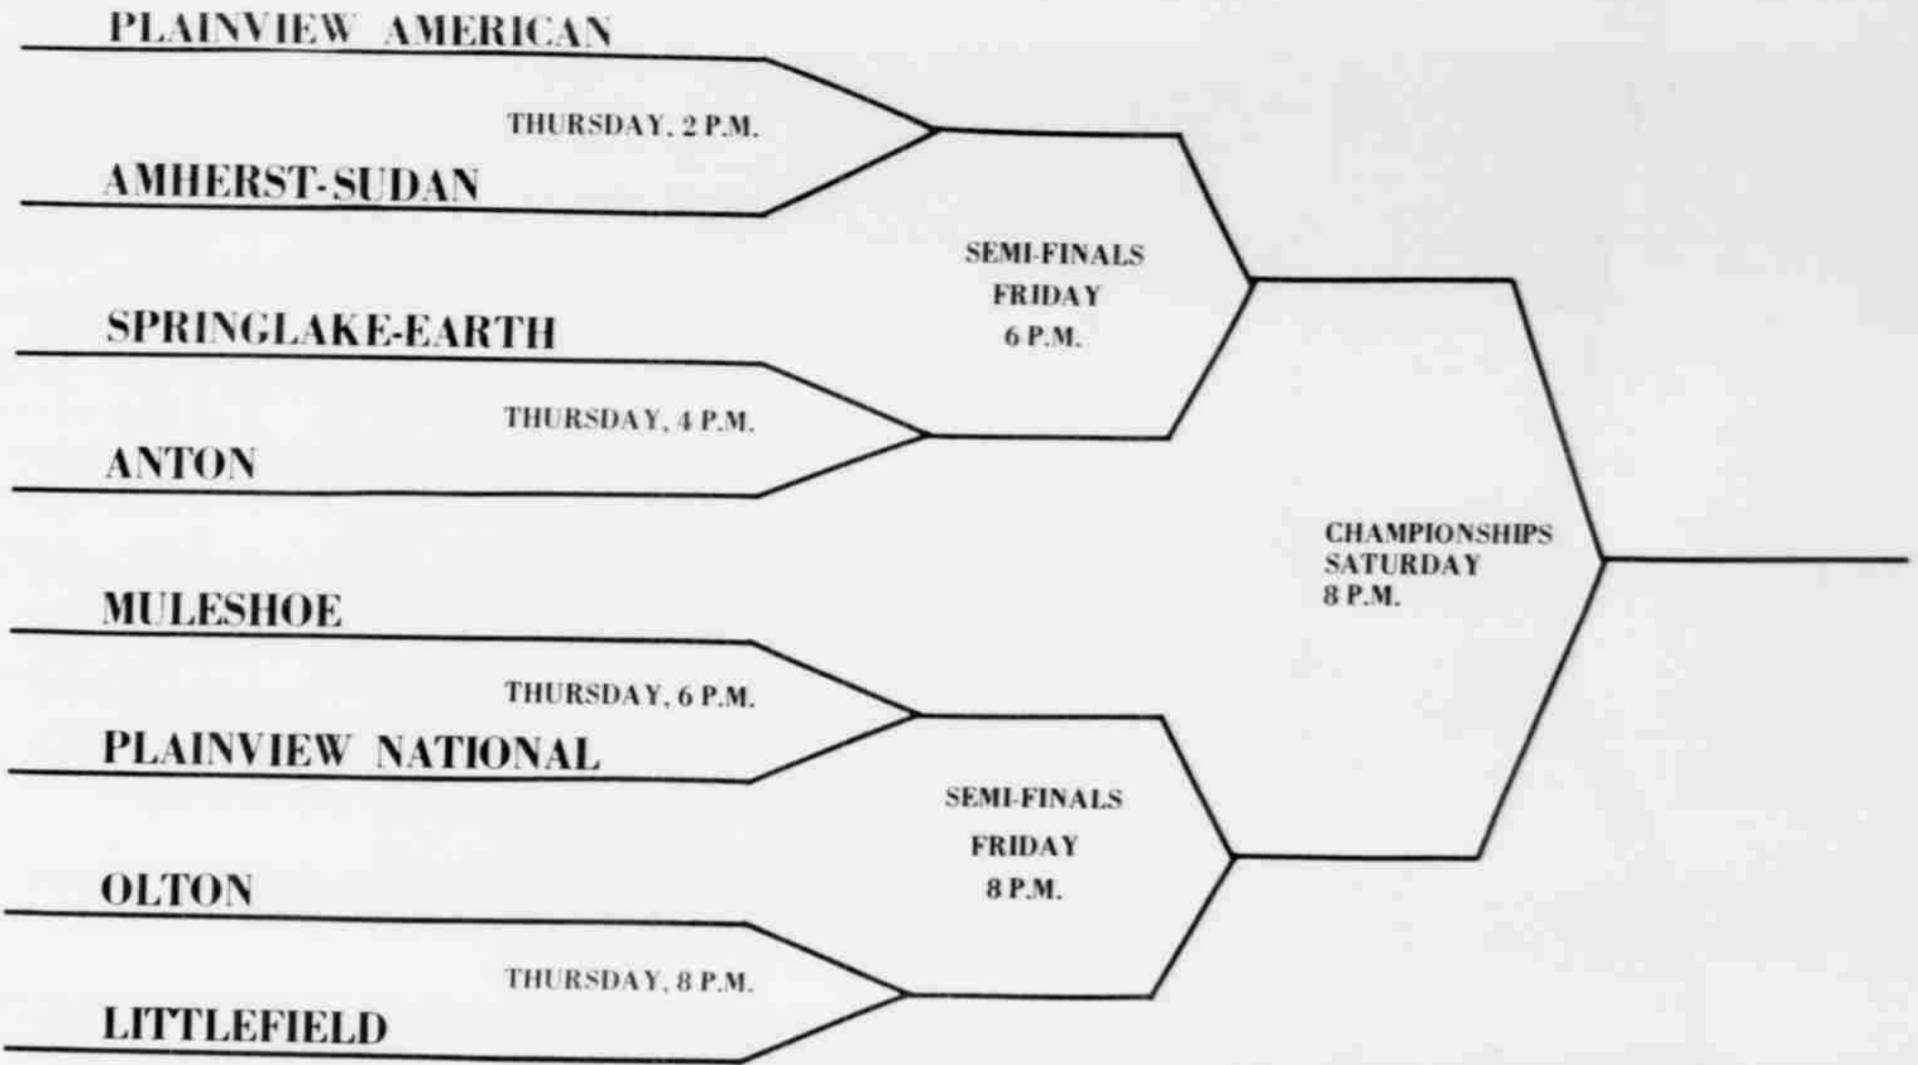 PLAINVIEW AMERICAN
THURSDAY, 2 P.M.
AMHERST-SUDAN
SEMI-FINALS
FRIDAY
6 P.M.
SPRINGLAKE-EARTH
THURSDAY, 4 P.M.
ANTON
CHAMPIONSHIPS
SATURDAY
8 P.M.
MULESHOE
THURSDAY, 6 P.M.
PLAINVIEW NATIONAL
SEMI-FINALS
FRIDAY
8 P.M.
OLTON
THURSDAY, 8 P.M.
LITTLEFIELD